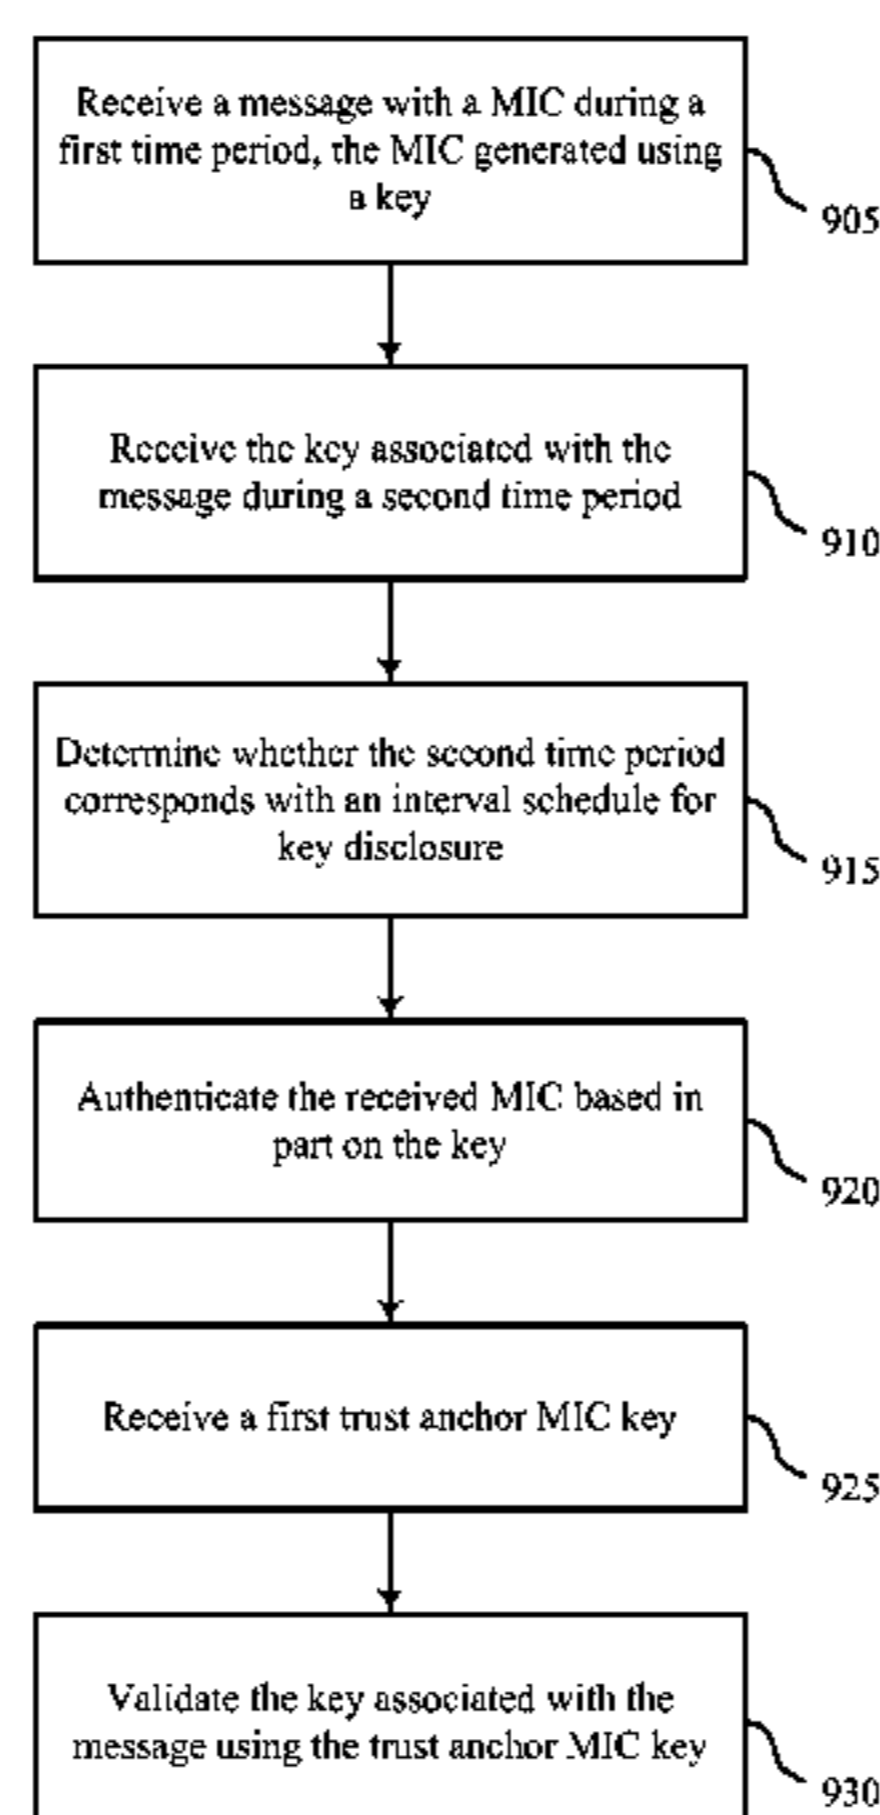 Receive a message with a MIC during a
first time period, the MIC generated using
a key
905
Receive the key associated with the
message during a second time period
910
Determine whether the second time period
corresponds with an interval schedule for
key disclosure
915
Authenticate the received MIC based in
part on the key
920
Receive a first trust anchor MIC key
925
Validate the key associated with the
message using the trust anchor MIC key
930